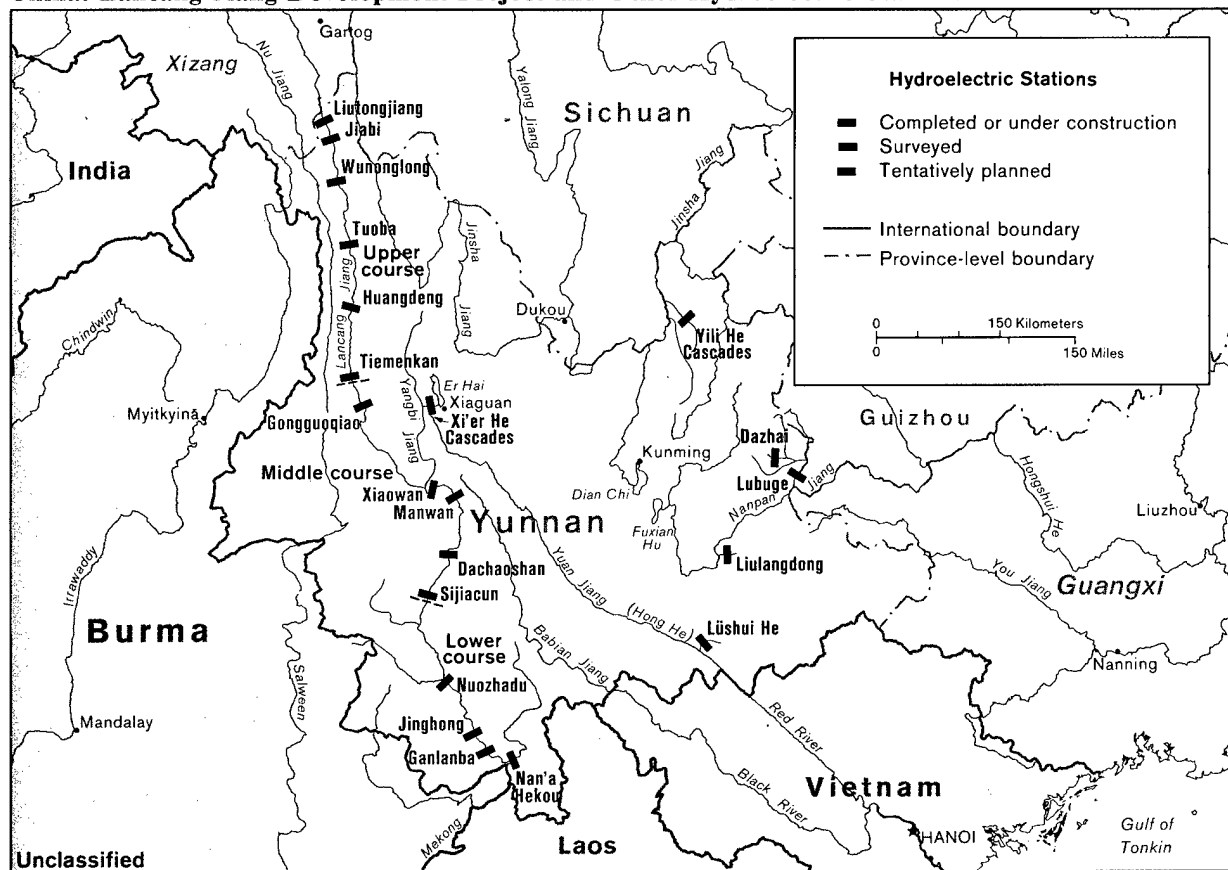 Gartog
Nu Jiang
Xizang
Yalong Jiang
Sichuan
Hydroelectric Stations
Completed or under construction
Surveyed
Tentatively planned
International boundary
Province-level boundary
0 150 Kilometers
0 150 Miles
Liutongjiang
Jiabi
India
Wunonglong
Jinsha Jiang
Tuoba
Upper
course
Jinsha
Jiang
Lancang Jiang
Huangdeng
Dukou
Yili He
Cascades
Chindwin
Tiemenkan
Er Hai
Xiaguan
Myitkyina
Gongguoqiao
Yangbi Jiang
Xi'er He
Cascades
Guizhou
Dazhai
Kunming
Middle course
Lubuge
Nanpan Jiang
Hongshui He
Xiaowan
Manwan
Dian Chi
Yunnan
Fuxian
Hu
Liuzhou
Irrawaddy
Dachaoshan
Yuan Jiang
(Hong He)
Liulangdong
You Jiang
Guangxi
Sijiacun
Burma
Lüshui He
Lower
course
Babian Jiang
Nanning
Salween
Nuozhadu
Mandalay
Jinghong
Red River
Ganlanba
Nan'a
Hekou
Black River
Vietnam
Mekong
Laos
HANOI
Gulf of
Tonkin
Unclassified